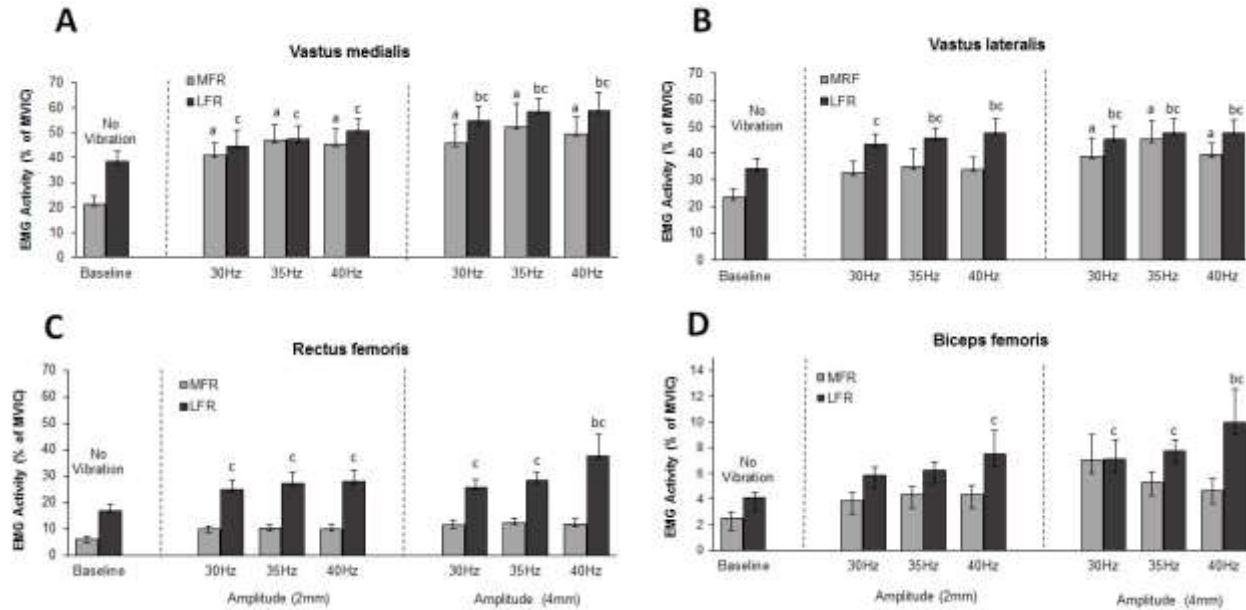 A
Vastus medialis
EMG Activity (% of MVIC)
70
60
50
40
30
20
10
0
MFR
LFR
No
Vibration
a c a c a c a bc a bc a bc
Baseline 30Hz 35Hz 40Hz 30Hz 35Hz 40Hz
B
Vastus lateralis
EMG Activity (% of MVIC)
70
60
50
40
30
20
10
0
MRF
LFR
No
Vibration
c bc bc a bc a bc a bc
Baseline 30Hz 35Hz 40Hz 30Hz 35Hz 40Hz
C
Rectus femoris
EMG Activity (% of MVIC)
70
60
50
40
30
20
10
0
MFR
LFR
No
Vibration
c c c c c bc
Baseline 30Hz 35Hz 40Hz 30Hz 35Hz 40Hz
Amplitude (2mm) Amplitude (4mm)
D
Biceps femoris
EMG Activity (% of MVIC)
14
12
10
8
6
4
2
0
MFR
LFR
No
Vibration
c c c bc
Baseline 30Hz 35Hz 40Hz 30Hz 35Hz 40Hz
Amplitude (2mm) Amplitude (4mm)